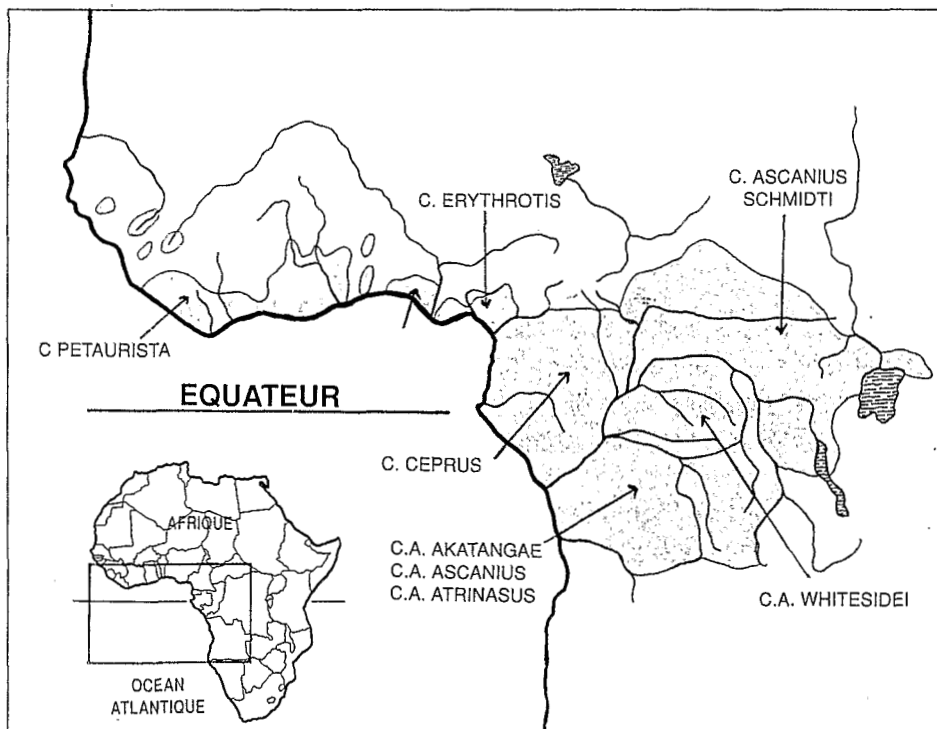 C. ERYTHROTIS
C. ASCANIUS
SCHMIDTI
C PETAURISTA
EQUATEUR
C. CEPRUS
AFRIQUE
C.A. AKATANGAE
C.A. ASCANIUS
C.A. ATRINASUS
C.A. WHITESIDEI
OCEAN
ATLANTIQUE